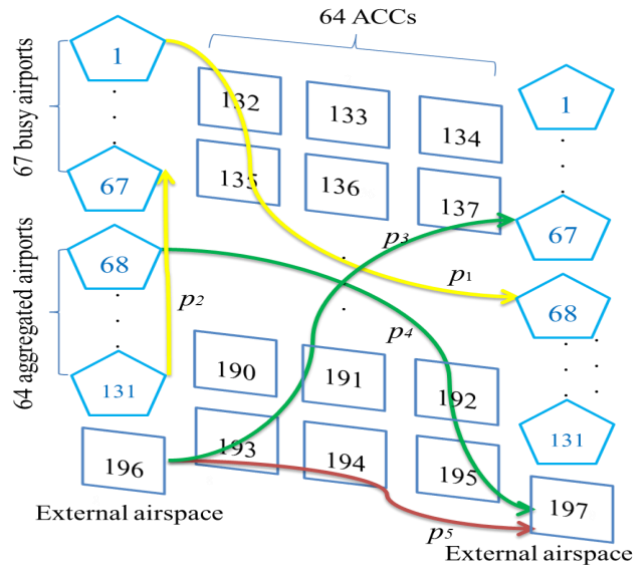 64 ACCs
67 busy airports
1
67
64 aggregated airports
68
131
196
External airspace
132
133
134
135
136
137
190
191
192
193
194
195
p1
p2
p3
p4
p5
1
67
68
131
197
External airspace